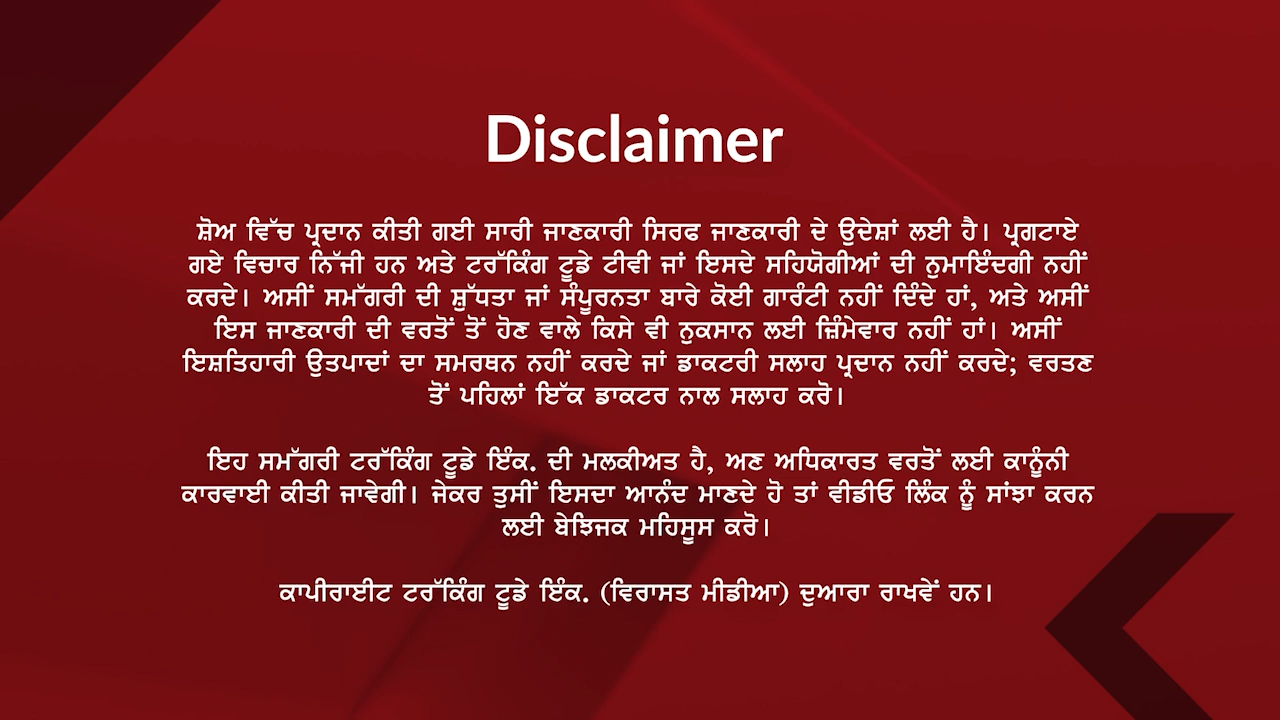 Disclaimer
ਸ਼ੋਅ ਵਿੱਚ ਪ੍ਰਦਾਨ ਕੀਤੀ ਗਈ ਸਾਰੀ ਜਾਣਕਾਰੀ ਸਿਰਫ ਜਾਣਕਾਰੀ ਦੇ ਉਦੇਸ਼ਾਂ ਲਈ ਹੈ। ਪ੍ਰਗਟਾਏ
ਗਏ ਵਿਚਾਰ ਨਿੱਜੀ ਹਨ ਅਤੇ ਟਰੱਕਿੰਗ ਟੂਡੇ ਟੀਵੀ ਜਾਂ ਇਸਦੇ ਸਹਿਯੋਗੀਆਂ ਦੀ ਨੁਮਾਇੰਦਗੀ ਨਹੀਂ
ਕਰਦੇ। ਅਸੀਂ ਸਮੱਗਰੀ ਦੀ ਸ਼ੁੱਧਤਾ ਜਾਂ ਸੰਪੂਰਨਤਾ ਬਾਰੇ ਕੋਈ ਗਾਰੰਟੀ ਨਹੀਂ ਦਿੰਦੇ ਹਾਂ, ਅਤੇ ਅਸੀਂ
ਇਸ ਜਾਣਕਾਰੀ ਦੀ ਵਰਤੋਂ ਤੋਂ ਹੋਣ ਵਾਲੇ ਕਿਸੇ ਵੀ ਨੁਕਸਾਨ ਲਈ ਜ਼ਿੰਮੇਵਾਰ ਨਹੀਂ ਹਾਂ। ਅਸੀਂ
ਇਸ਼ਤਿਹਾਰੀ ਉਤਪਾਦਾਂ ਦਾ ਸਮਰਥਨ ਨਹੀਂ ਕਰਦੇ ਜਾਂ ਡਾਕਟਰੀ ਸਲਾਹ ਪ੍ਰਦਾਨ ਨਹੀਂ ਕਰਦੇ; ਵਰਤਣ
ਤੋਂ ਪਹਿਲਾਂ ਇੱਕ ਡਾਕਟਰ ਨਾਲ ਸਲਾਹ ਕਰੋ।
ਇਹ ਸਮੱਗਰੀ ਟਰੱਕਿੰਗ ਟੂਡੇ ਇੰਕ. ਦੀ ਮਲਕੀਅਤ ਹੈ, ਅਣ ਅਧਿਕਾਰਤ ਵਰਤੋਂ ਲਈ ਕਾਨੂੰਨੀ
ਕਾਰਵਾਈ ਕੀਤੀ ਜਾਵੇਗੀ। ਜੇਕਰ ਤੁਸੀਂ ਇਸਦਾ ਆਨੰਦ ਮਾਣਦੇ ਹੋ ਤਾਂ ਵੀਡੀਓ ਲਿੰਕ ਨੂੰ ਸਾਂਝਾ ਕਰਨ
ਲਈ ਬੇਝਿਜਕ ਮਹਿਸੂਸ ਕਰੋ।
ਕਾਪੀਰਾਈਟ ਟਰੱਕਿੰਗ ਟੂਡੇ ਇੰਕ. (ਵਿਰਾਸਤ ਮੀਡੀਆ) ਦੁਆਰਾ ਰਾਖਵੇਂ ਹਨ।